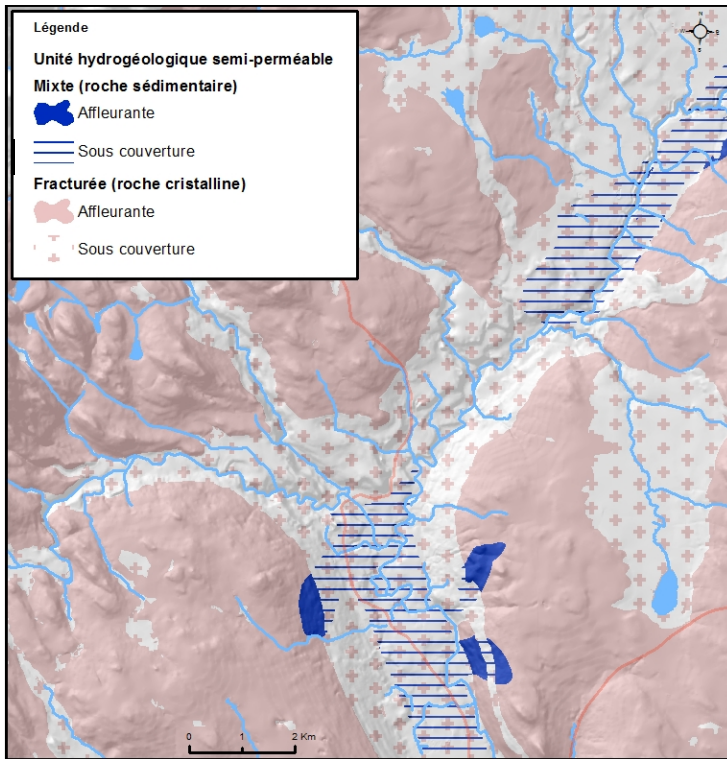 Légende
Unité hydrogéologique semi-perméable
Mixte (roche sédimentaire)
Affleurante
Sous couverture
Fracturée (roche cristalline)
Affleurante
Sous couverture
N
S
0 1 2 Km